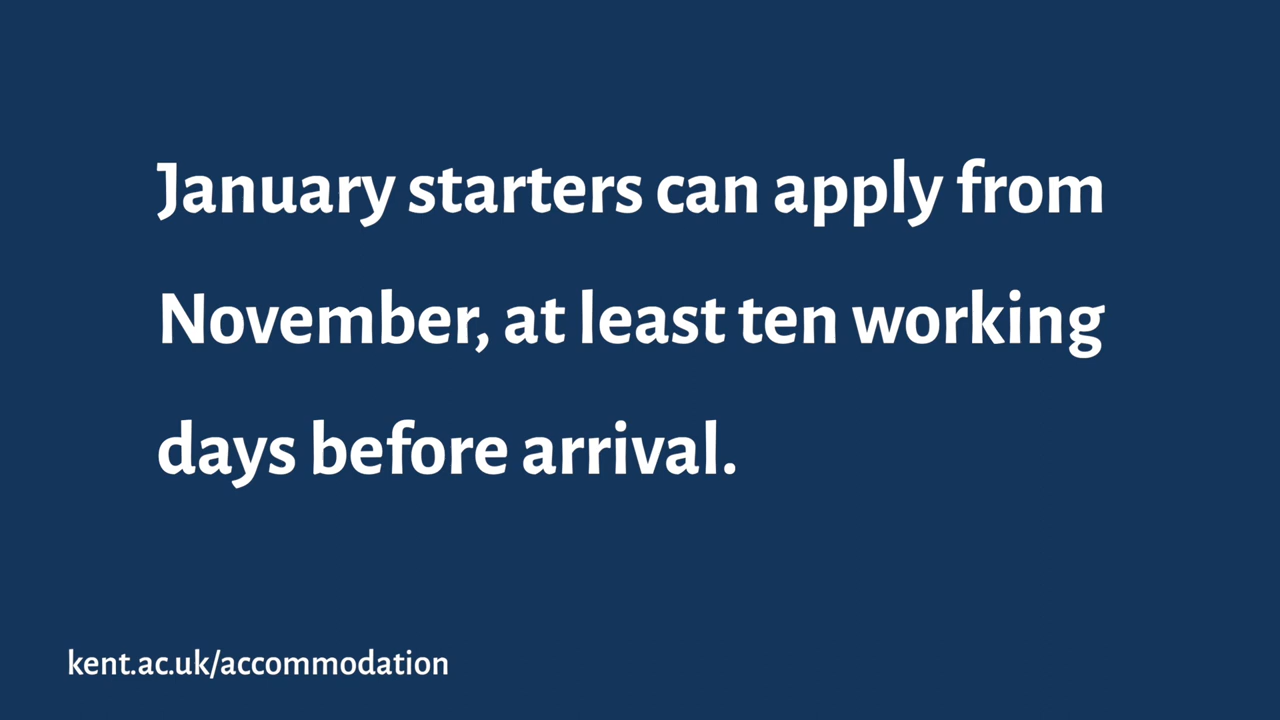 January starters can apply from
November, at least ten working
days before arrival.
kent.ac.uk/accommodation